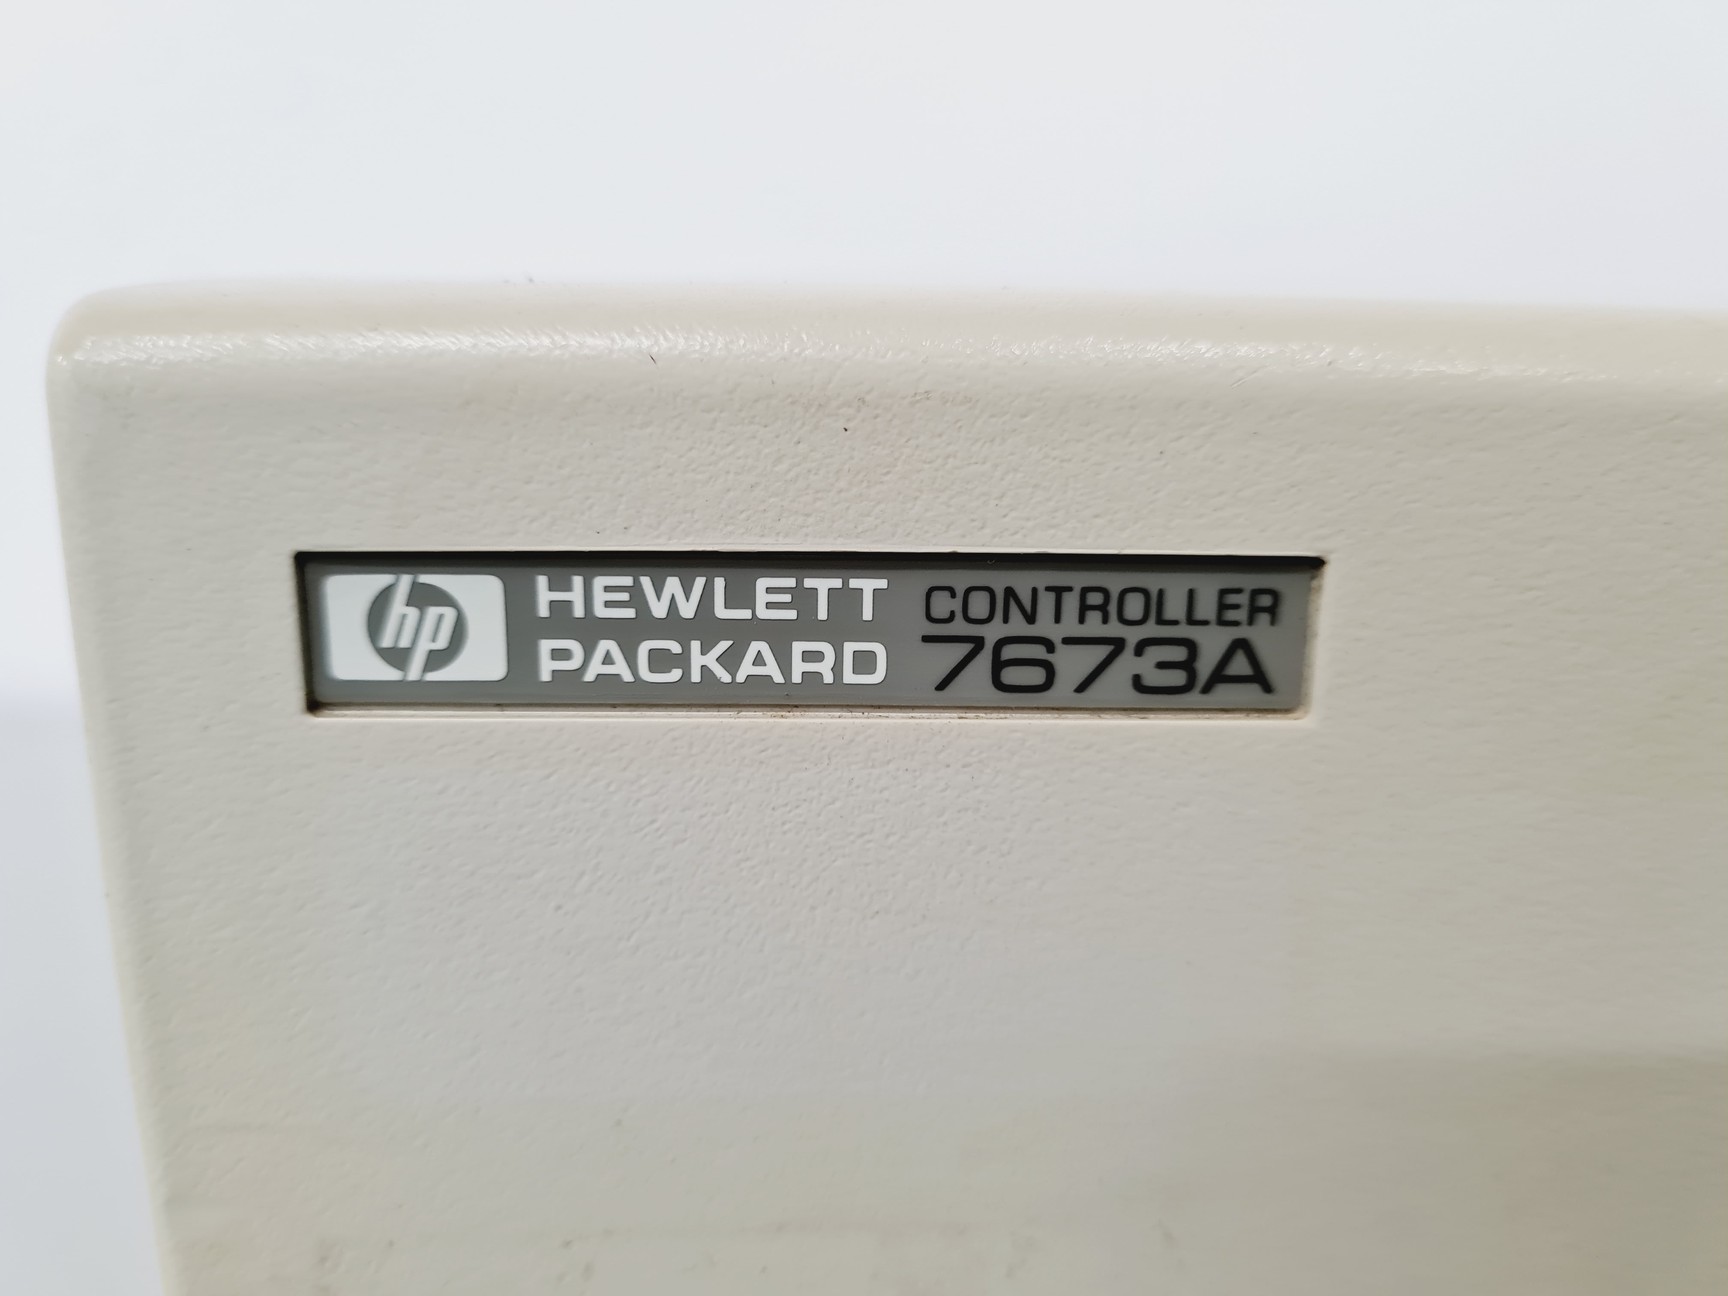 hp
HEWLETT
PACKARD
CONTROLLER
7673A